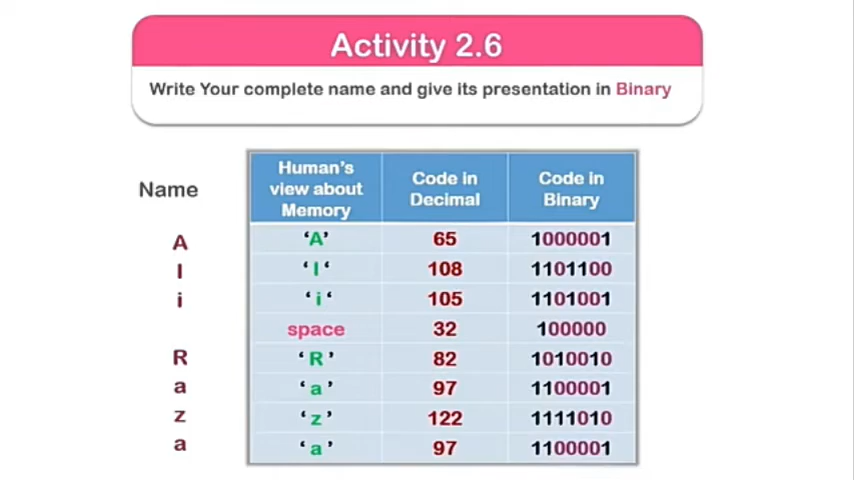 Activity 2.6
Write Your complete name and give its presentation in Binary
Name
A
l
i
R
a
z
a
Human's view about Memory Code in Decimal Code in Binary
‘A’ 65 1000001
‘l‘ 108 1101100
‘i‘ 105 1101001
space 32 100000
‘R’ 82 1010010
‘a’ 97 1100001
‘z’ 122 1111010
‘a’ 97 1100001